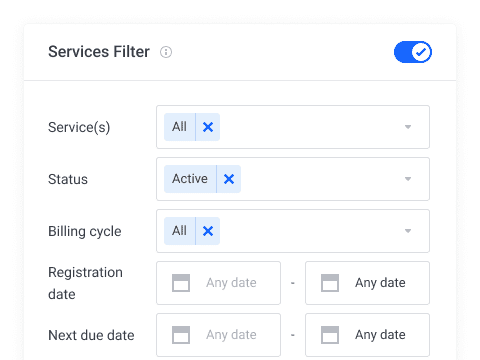 Services Filter
Service(s) All
Status Active
Billing cycle All
Registration date Any date - Any date
Next due date Any date - Any date